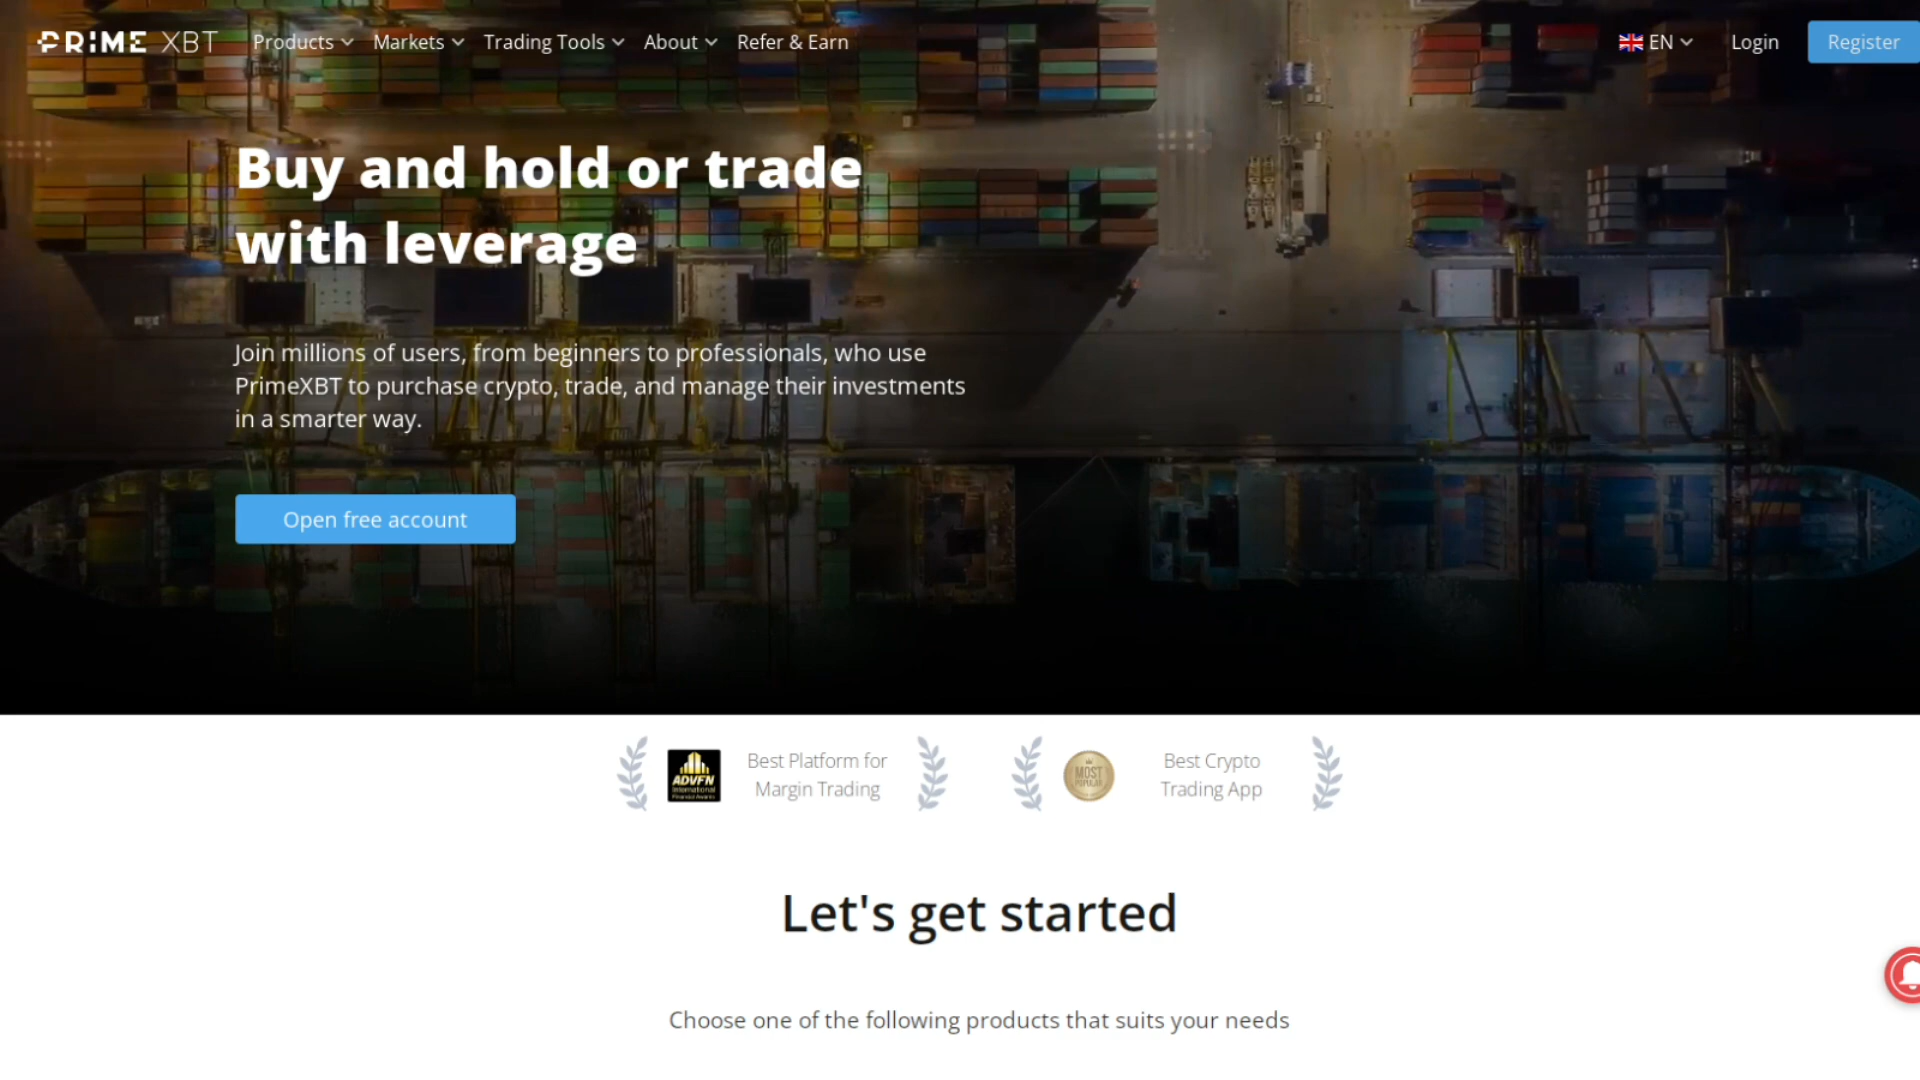 PRIME XBT
Products
Markets
Trading Tools
About
Refer & Earn
EN
Login
Register
Buy and hold or trade
with leverage
Join millions of users, from beginners to professionals, who use
PrimeXBT to purchase crypto, trade, and manage their investments
in a smarter way.
Open free account
ADVFN
International
Financial Awards
Best Platform for
Margin Trading
MOST
POPULAR
Best Crypto
Trading App
Let's get started
Choose one of the following products that suits your needs